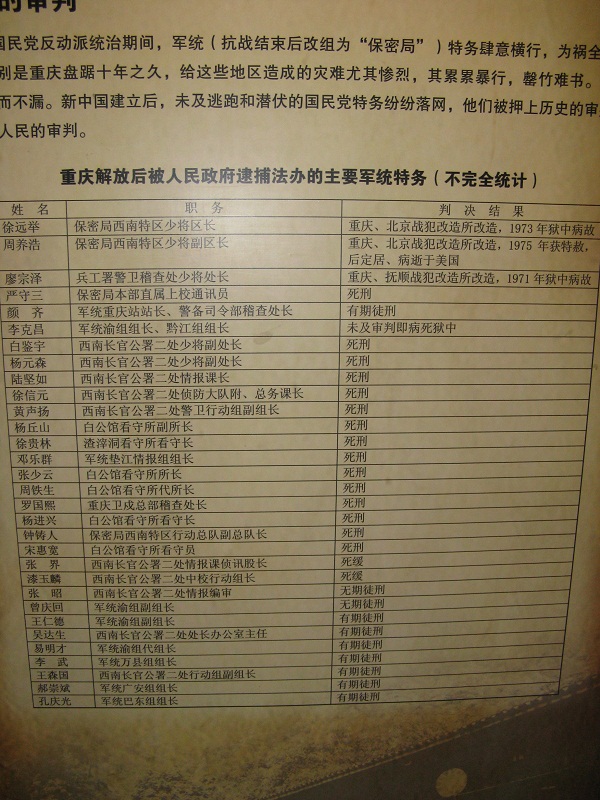 的审判
国民党反动派统治期间，军统（抗战结束后改组为“保密局”）特务肆意横行，为祸全
别是重庆盘踞十年之久，给这些地区造成的灾难尤其惨烈，其累累暴行，罄竹难书。
而不漏。新中国建立后，未及逃跑和潜伏的国民党特务纷纷落网，他们被押上历史的审
人民的审判。
重庆解放后被人民政府逮捕法办的主要军统特务（不完全统计）
姓 名 职 务 判 决 结 果
徐远举 保密局西南特区少将区长 重庆、北京战犯改造所改造，1973年狱中病故
周养浩 保密局西南特区少将副区长 重庆、北京战犯改造所改造，1975 年获特赦，
后定居、病逝于美国
廖宗泽 兵工署警卫稽查处少将处长 重庆、抚顺战犯改造所改造，1971年狱中病故
严守三 保密局本部直属上校通讯员 死刑
颜 齐 军统重庆站站长、警备司令部稽查处长 有期徒刑
李克昌 军统渝组组长、黔江组组长 未及审判即病死狱中
白鉴宇 西南长官公署二处少将副处长 死刑
杨元森 西南长官公署二处少将副处长 死刑
陆坚如 西南长官公署二处情报课长 死刑
徐信元 西南长官公署二处侦防大队附、总务课长 死刑
黄声扬 西南长官公署二处警卫行动组副组长 死刑
杨丘山 白公馆看守所副所长 死刑
徐贵林 渣滓洞看守所看守长 死刑
邓乐群 军统垫江情报组组长 死刑
张少云 白公馆看守所所长 死刑
周铁生 白公馆看守所代所长 死刑
罗国熙 重庆卫戍总部稽查处长 死刑
杨进兴 白公馆看守所看守长 死刑
钟铸人 保密局西南特区行动总队副总队长 死刑
宋惠宽 白公馆看守所看守员 死刑
张 界 西南长官公署二处情报课侦讯股长 死缓
漆玉麟 西南长官公署二处中校行动组长 死缓
张 昭 西南长官公署二处情报编审 无期徒刑
曾庆回 军统渝组副组长 无期徒刑
王仁德 军统渝组副组长 有期徒刑
吴达生 西南长官公署二处处长办公室主任 有期徒刑
易明才 军统渝组代组长 有期徒刑
李 武 军统万县组组长 有期徒刑
王森国 西南长官公署二处行动组副组长 有期徒刑
郝崇斌 军统广安组组长 有期徒刑
孔庆光 军统巴东组组长 有期徒刑